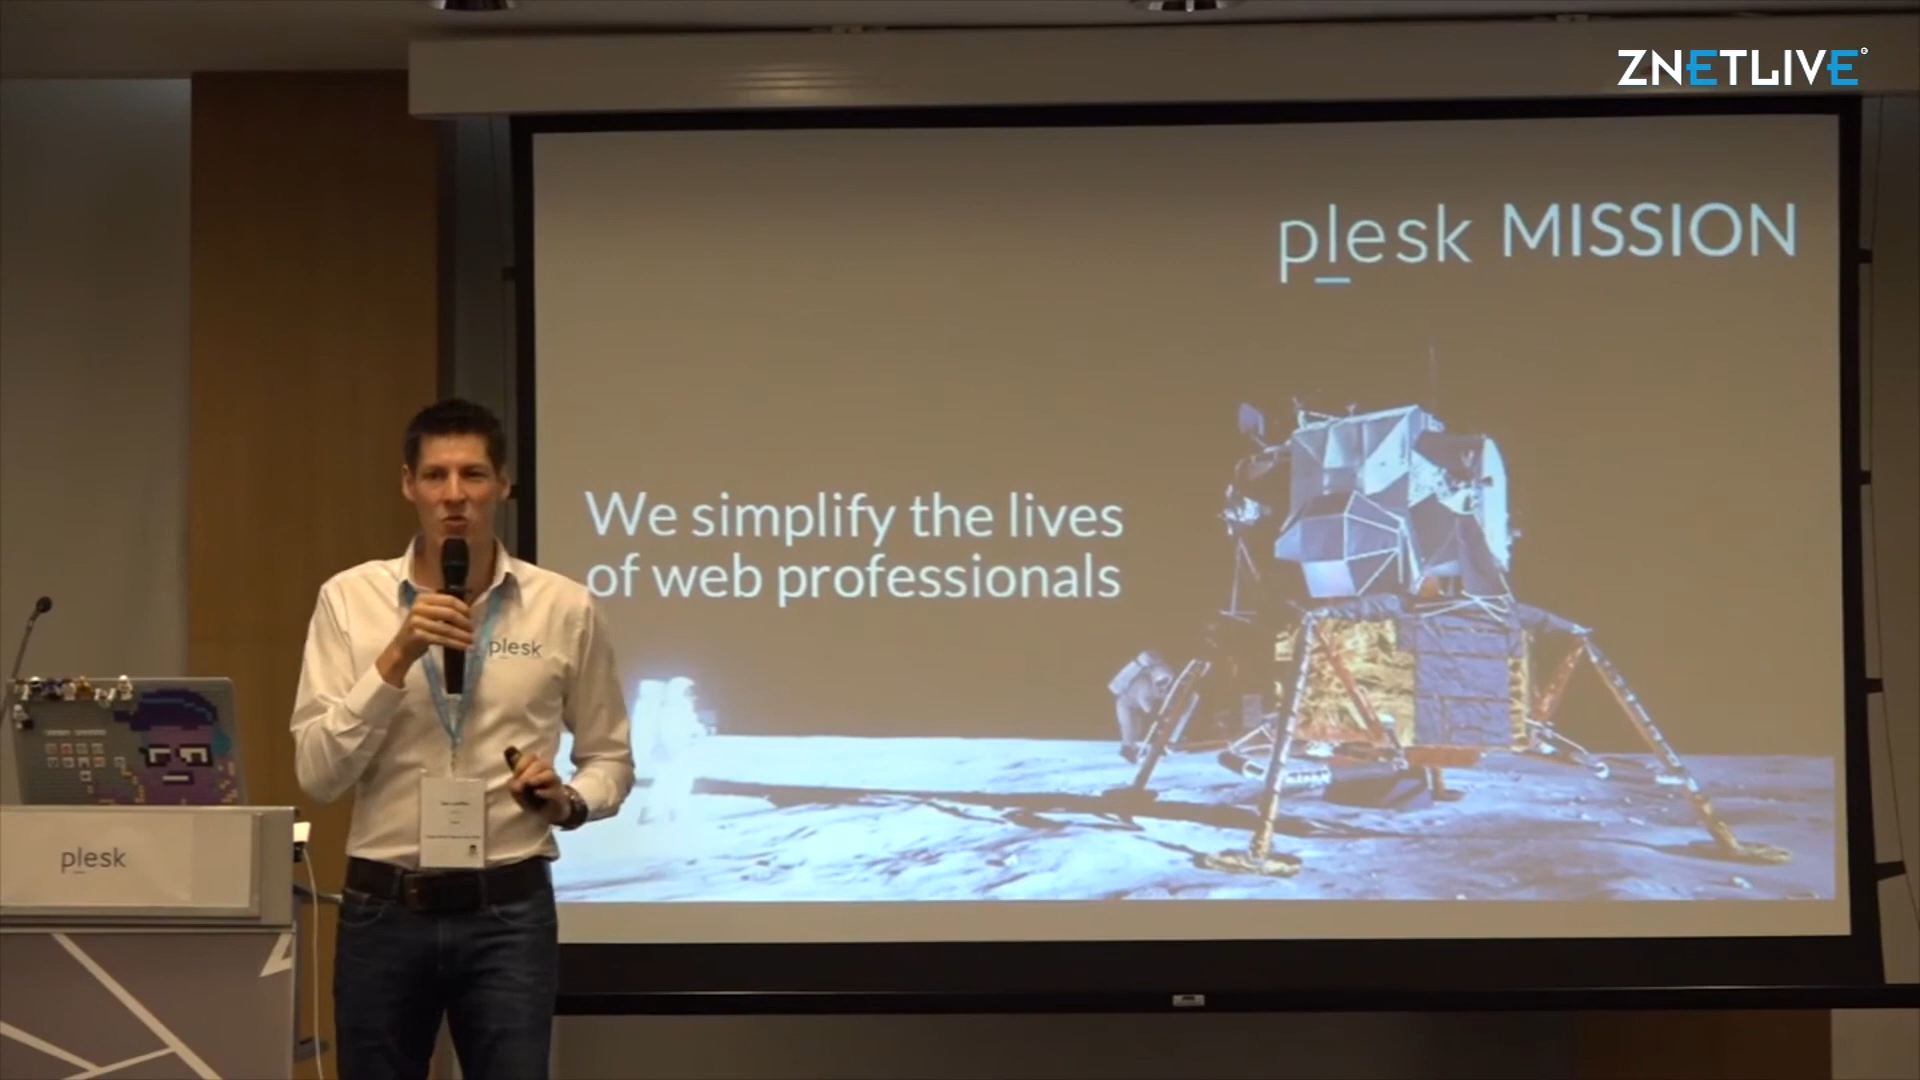 ZNETLIVE®
plesk MISSION
We simplify the lives
of web professionals
plesk
plesk